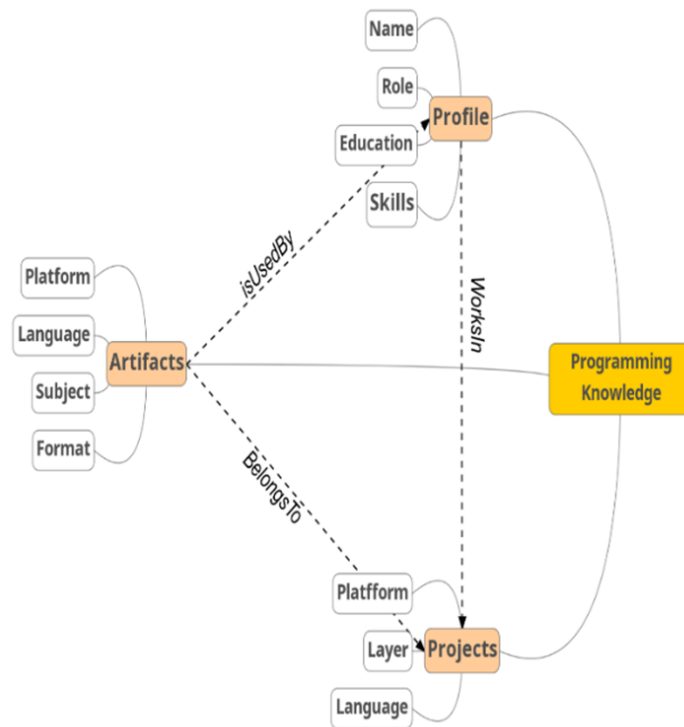 Name
Role
Profile
Education
Skills
isUsedBy
Platform
WorksIn
Language
Artifacts
Programming
Knowledge
Subject
Format
BelongsTo
Platfform
Layer
Projects
Language